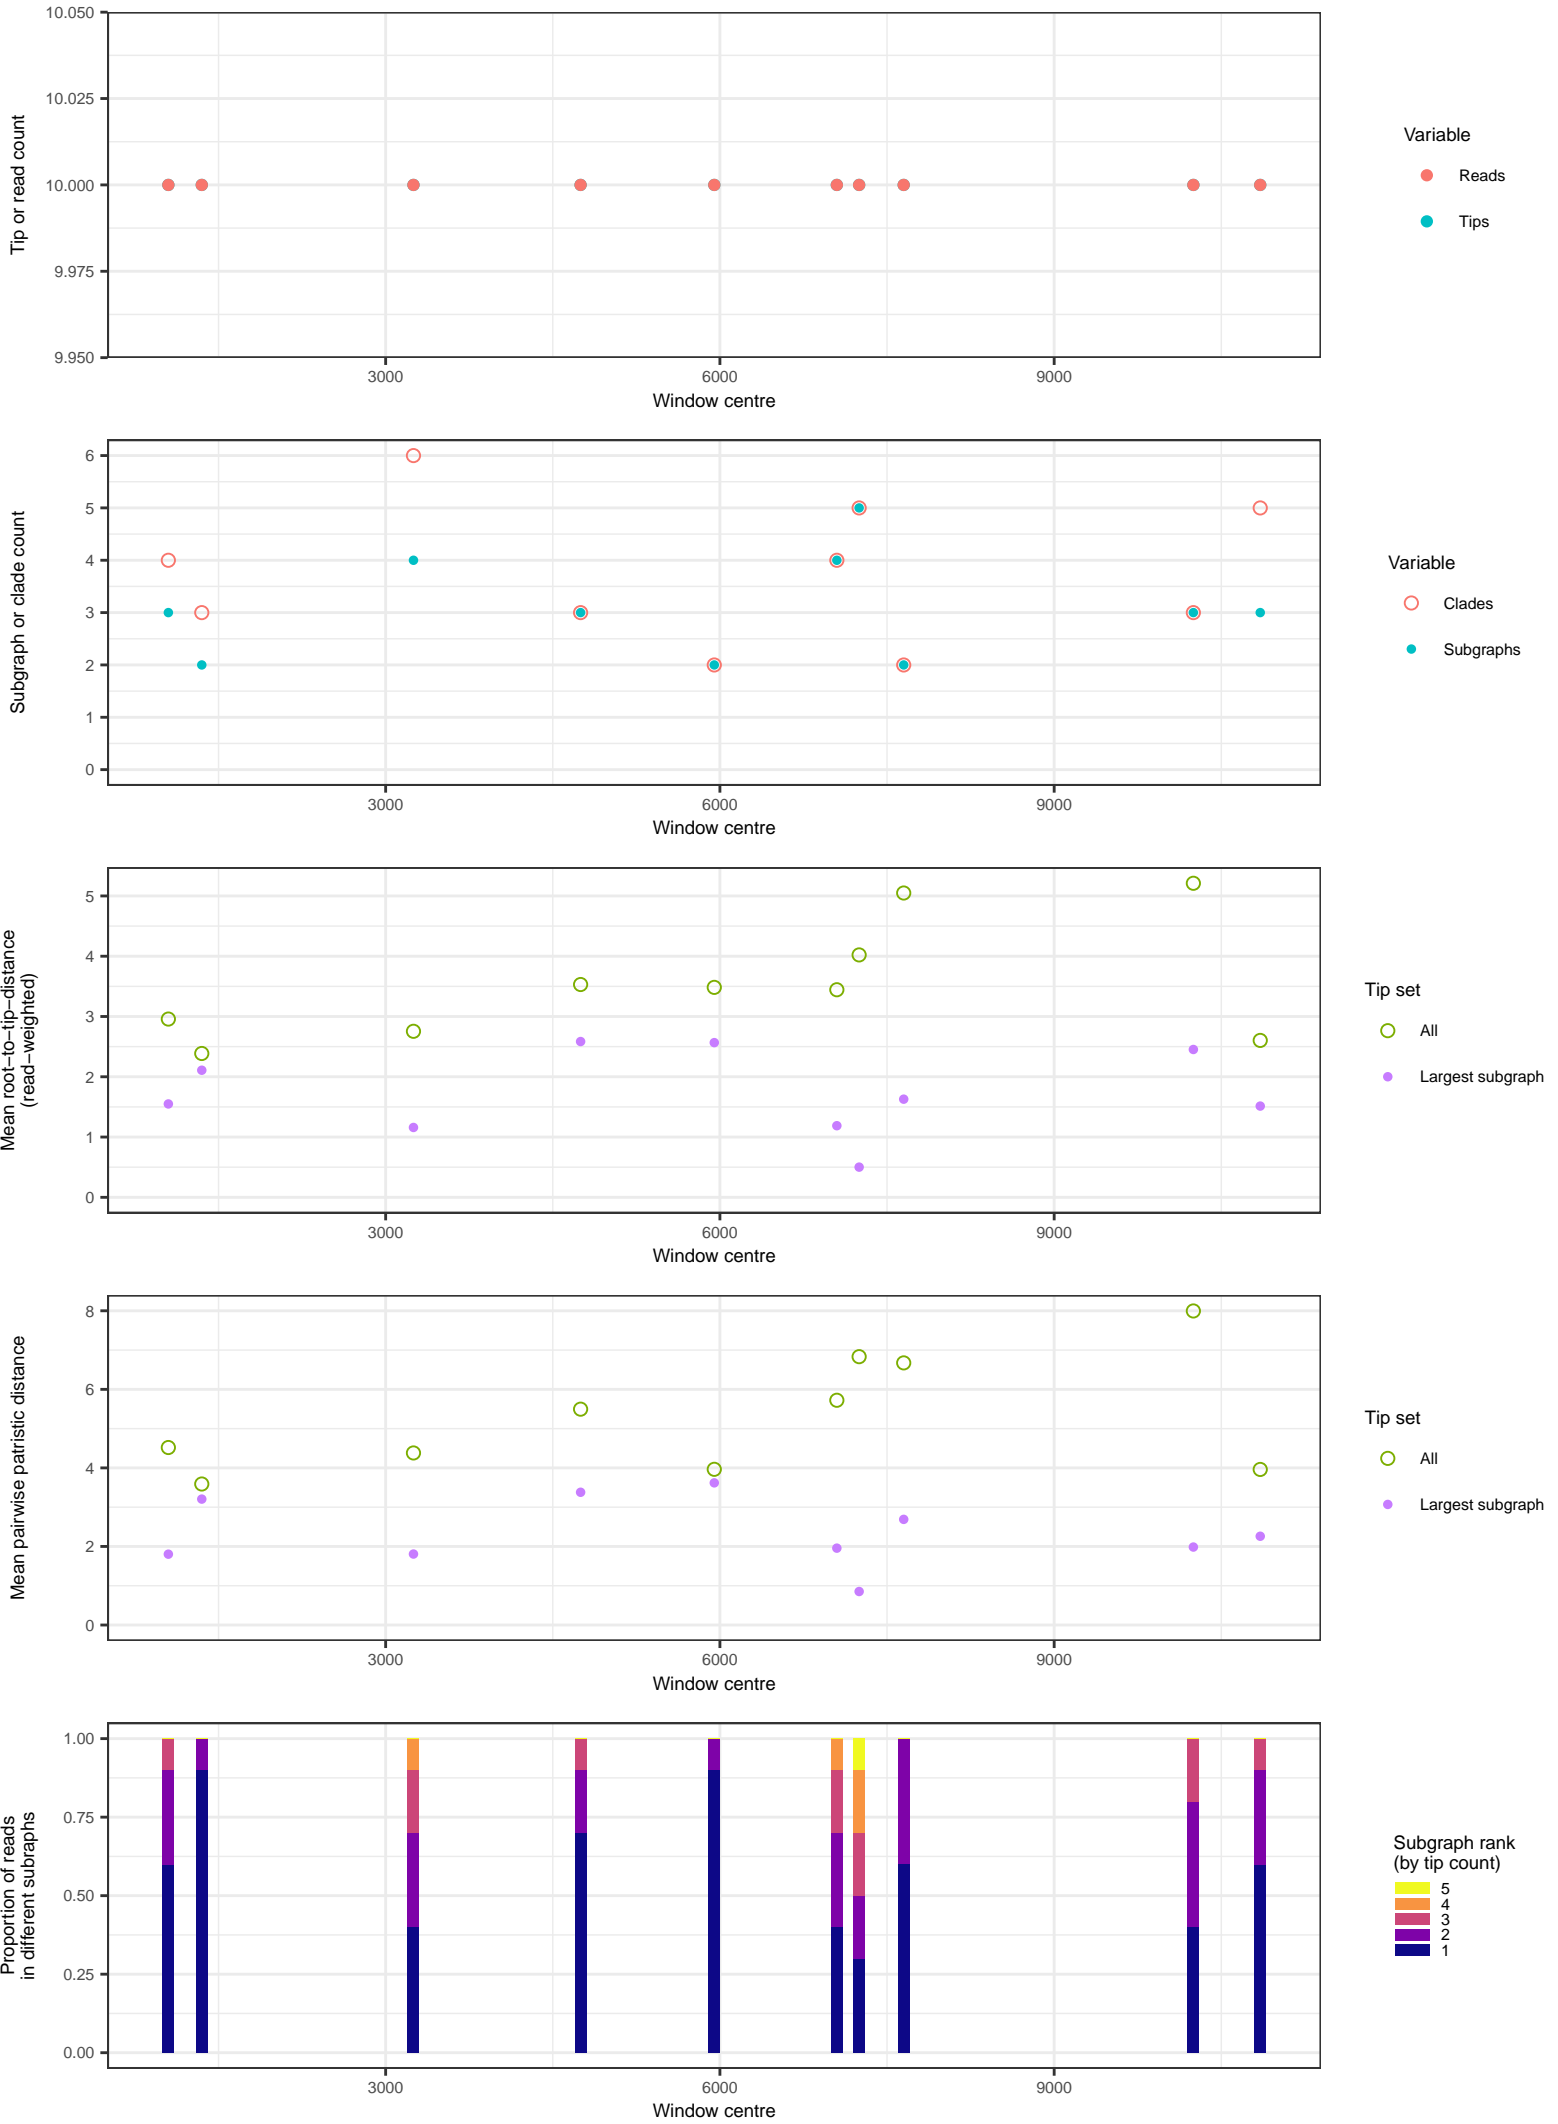 10.050
10.025
10.000
9.975
9.950
Tip or read count
3000
6000
9000
Window centre
Variable
Reads
Tips
6
5
4
3
2
1
0
Subgraph or clade count
3000
6000
9000
Window centre
Variable
Clades
Subgraphs
5
4
3
2
1
0
Mean root−to−tip−distance
(read−weighted)
3000
6000
9000
Window centre
Tip set
All
Largest subgraph
8
6
4
2
0
Mean pairwise patristic distance
3000
6000
9000
Window centre
Tip set
All
Largest subgraph
1.00
0.75
0.50
0.25
0.00
Proportion of reads
in different subraphs
3000
6000
9000
Window centre
Subgraph rank
(by tip count)
5
4
3
2
1